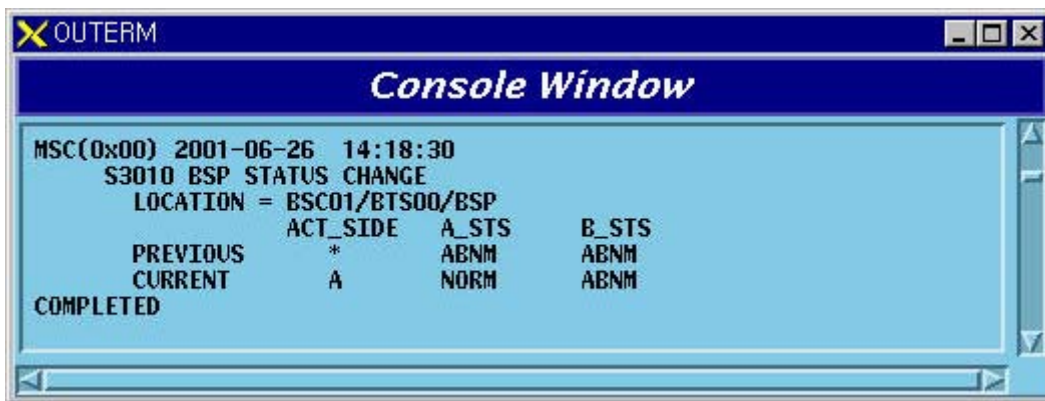 OUTERM
Console Window
MSC(0x00) 2001-06-26 14:18:30
S3010 BSP STATUS CHANGE
LOCATION = BSC01/BTS00/BSP
ACT_SIDE A_STS B_STS
PREVIOUS * ABNM ABNM
CURRENT A NORM ABNM
COMPLETED